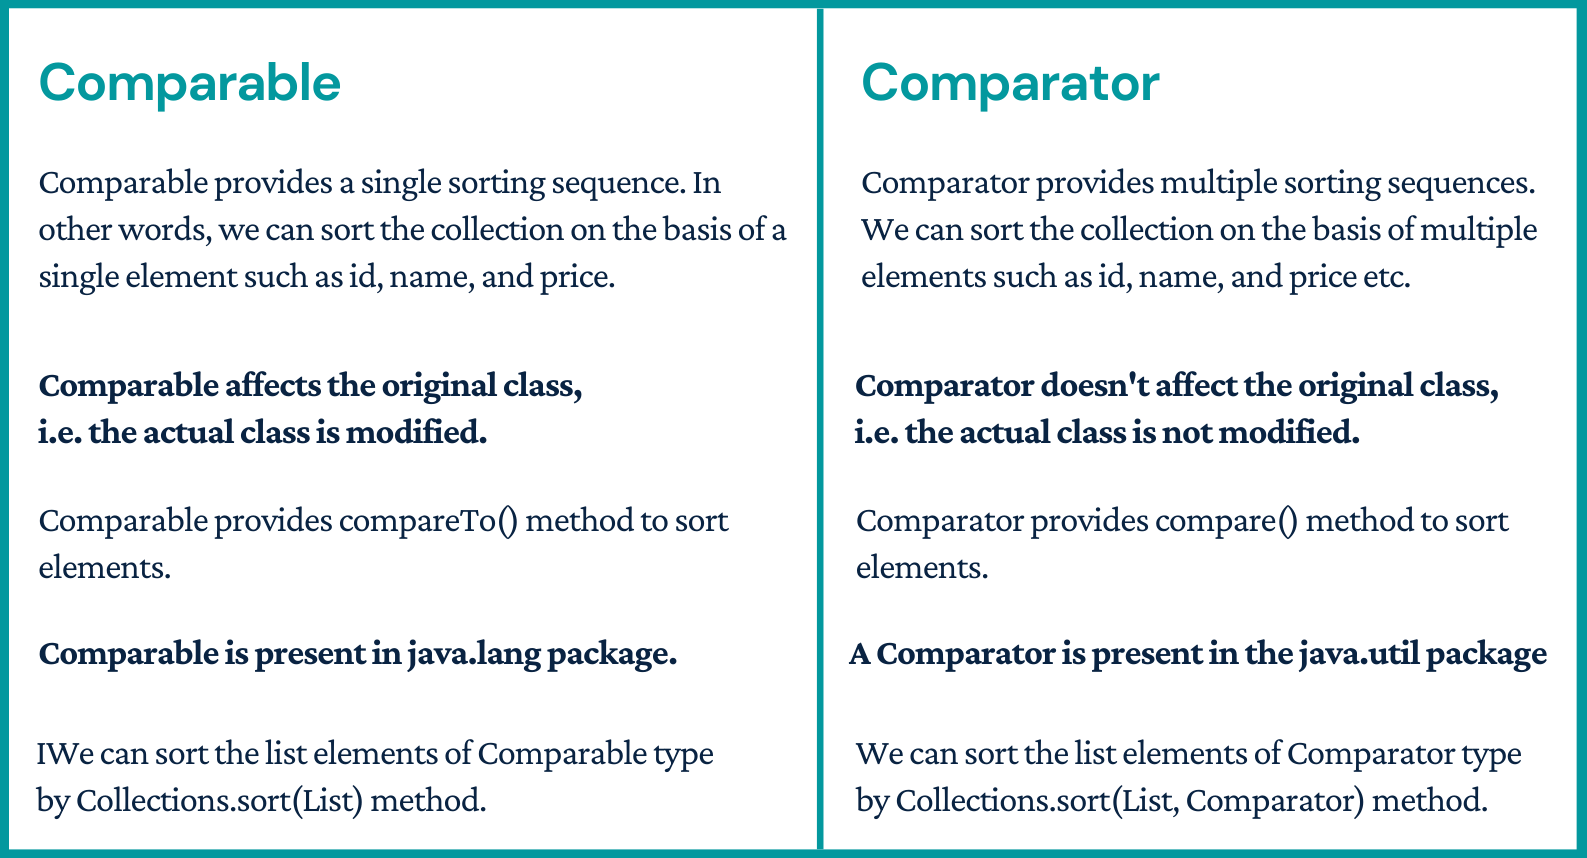 Comparable
Comparable provides a single sorting sequence. In
other words, we can sort the collection on the basis of a
single element such as id, name, and price.
Comparable affects the original class,
i.e. the actual class is modified.
Comparable provides compareTo() method to sort
elements.
Comparable is present in java.lang package.
IWe can sort the list elements of Comparable type
by Collections.sort(List) method.
Comparator
Comparator provides multiple sorting sequences.
We can sort the collection on the basis of multiple
elements such as id, name, and price etc.
Comparator doesn't affect the original class,
i.e. the actual class is not modified.
Comparator provides compare() method to sort
elements.
A Comparator is present in the java.util package
We can sort the list elements of Comparator type
by Collections.sort(List, Comparator) method.